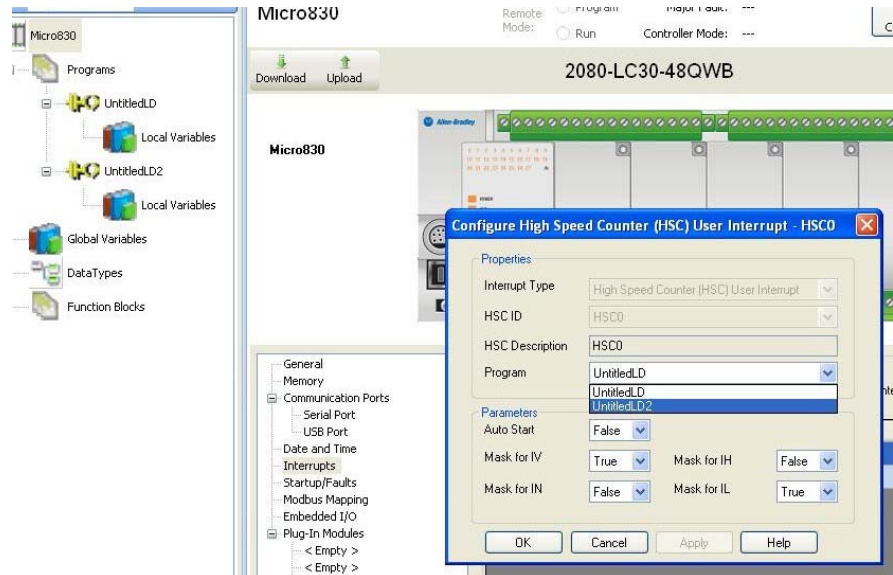 Micro830
Programs
UntitledLD
Local Variables
UntitledLD2
Local Variables
Global Variables
DataTypes
Function Blocks
Micro830
Remote
Mode:
Program
Run
Major Fault: ---
Controller Mode: ---
Download Upload
2080-LC30-48QWB
Micro830
Allen-Bradley
Configure High Speed Counter (HSC) User Interrupt - HSC0
Properties
Interrupt Type High Speed Counter (HSC) User Interrupt
HSC ID HSC0
HSC Description HSC0
Program UntitledLD
UntitledLD
UntitledLD2
Parameters
Auto Start False
Mask for IV True Mask for IH False
Mask for IN False Mask for IL True
OK Cancel Apply Help
General
Memory
Communication Ports
Serial Port
USB Port
Date and Time
Interrupts
Startup/Faults
Modbus Mapping
Embedded I/O
Plug-In Modules
< Empty >
< Empty >